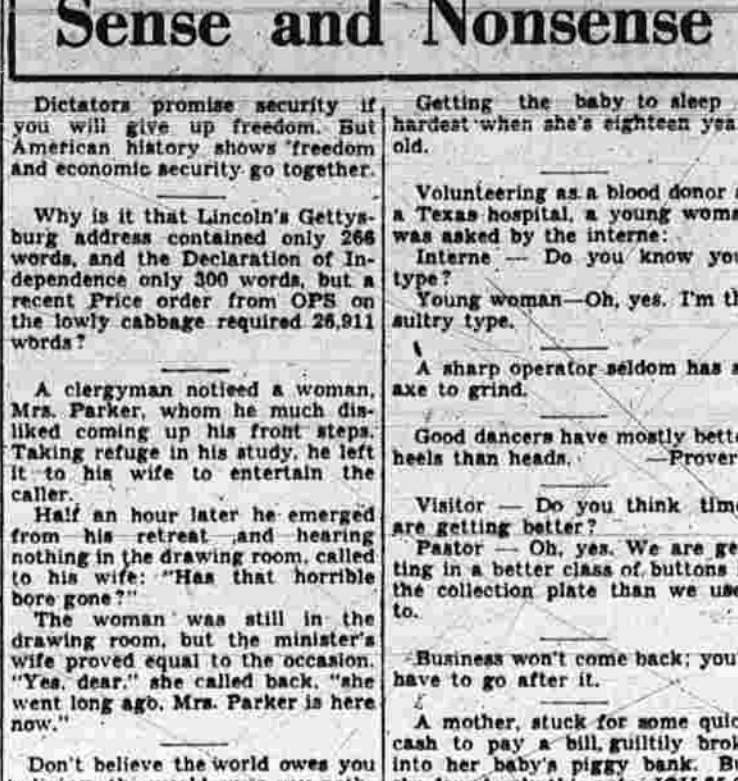 Sense and Nonsense
Dictators promise security if
you will give up freedom. But
American history shows freedom
and economic security go together.
Why is it that Lincoln's Gettys-
burg address contained only 266
words, and the Declaration of In-
dependence only 300 words, but a
recent Price order from OPS on
the lowly cabbage required 26,911
words?
A clergyman noticed a woman,
Mrs. Parker, whom he much dis-
liked coming up his front steps.
Taking refuge in his study, he left
it to his wife to entertain the
caller.
Half an hour later he emerged
from his retreat and hearing
nothing in the drawing room, called
to his wife: "Has that horrible
bore gone?"
The woman was still in the
drawing room, but the minister's
wife proved equal to the occasion.
"Yes, dear." she called back, "she
went long ago. Mrs. Parker is here
now."
Don't believe the world owes you
Getting the baby to sleep
hardest when she's eighteen yea
old.
Volunteering as a blood donor a
a Texas hospital, a young woma
was asked by the interne:
Interne — Do you know you
type?
Young woman—Oh, yes. I'm th
sultry type.
A sharp operator seldom has a
axe to grind.
Good dancers have mostly bette
heels than heads. —Prover
Visitor — Do you think time
are getting better?
Pastor — Oh, yes. We are ge
ting in a better class of buttons
the collection plate than we use
to.
Business won't come back; you'
have to go after it.
A mother, stuck for some quic
cash to pay a bill, guiltily brok
into her baby's piggy bank. Bu